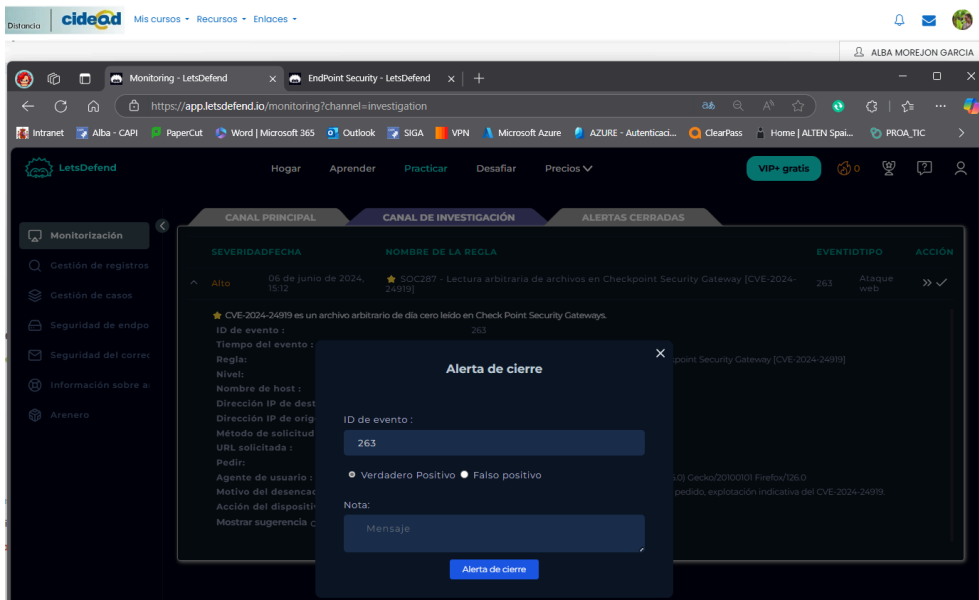 Distancia cidead Mis cursos Recursos Enlaces
ALBA MOREJON GARCIA
Monitoring - LetsDefend EndPoint Security - LetsDefend
https://app.letsdefend.io/monitoring?channel=investigation
Intranet Alba - CAPI PaperCut Word | Microsoft 365 Outlook SIGA VPN Microsoft Azure AZURE - Autenticaci... ClearPass Home | ALTEN Spai... PROA_TIC
LetsDefend Hogar Aprender Practicar Desafiar Precios VIP+ gratis 0
CANAL PRINCIPAL CANAL DE INVESTIGACIÓN ALERTAS CERRADAS
Monitorización
SEVERIDADFECHA NOMBRE DE LA REGLA EVENTIDTIPO ACCIÓN
Gestión de registros
Alto 06 de junio de 2024, 15:12 SOC287 - Lectura arbitraria de archivos en Checkpoint Security Gateway [CVE-2024-24919] 263 Ataque web
Gestión de casos
CVE-2024-24919 es un archivo arbitrario de día cero leído en Check Point Security Gateways.
Seguridad de endpo
ID de evento : 263
Tiempo del evento :
Seguridad del correc
Regla: point Security Gateway [CVE-2024-24919]
Nivel:
Información sobre a
Nombre de host :
Dirección IP de dest
Arenero
Dirección IP de orig
Método de solicitud
URL solicitada :
Pedir:
Agente de usuario : Gecko/20100101 Firefox/126.0
Motivo del desencad pedido, explotación indicativa del CVE-2024-24919.
Acción del dispositi
Mostrar sugerencia
Alerta de cierre
ID de evento :
263
Verdadero Positivo Falso positivo
Nota:
Mensaje
Alerta de cierre